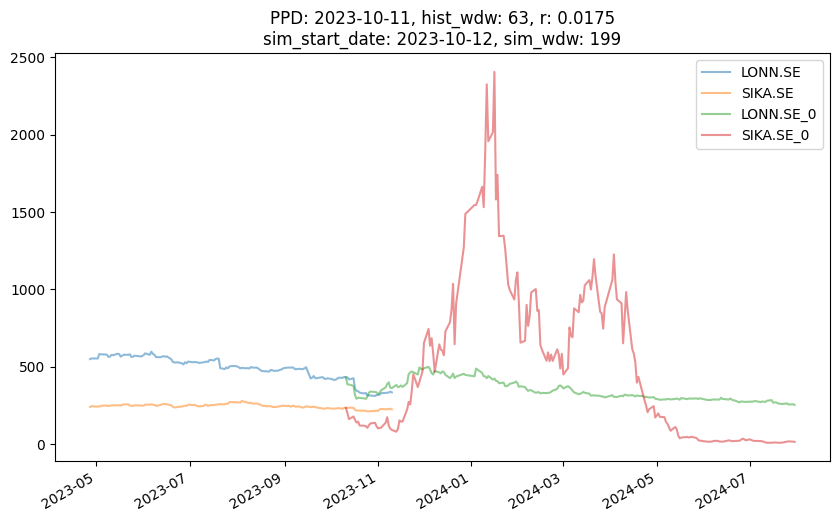 PPD: 2023-10-11, hist_wdw: 63, r: 0.0175
sim_start_date: 2023-10-12, sim_wdw: 199
LONN.SE
SIKA.SE
LONN.SE_0
SIKA.SE_0
2500
2000
1500
1000
500
0
2023-05
2023-07
2023-09
2023-11
2024-01
2024-03
2024-05
2024-07